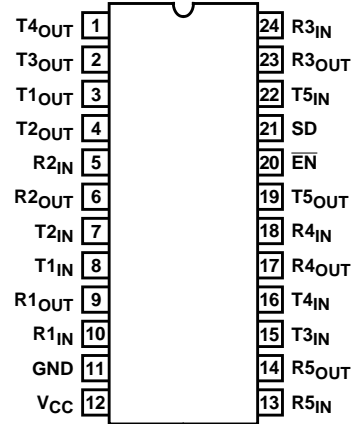 T4OUT 1 24 R3IN
T3OUT 2 23 R3OUT
T1OUT 3 22 T5IN
T2OUT 4 21 SD
R2IN 5 20 EN
R2OUT 6 19 T5OUT
T2IN 7 18 R4IN
T1IN 8 17 R4OUT
R1OUT 9 16 T4IN
R1IN 10 15 T3IN
GND 11 14 R5OUT
VCC 12 13 R5IN